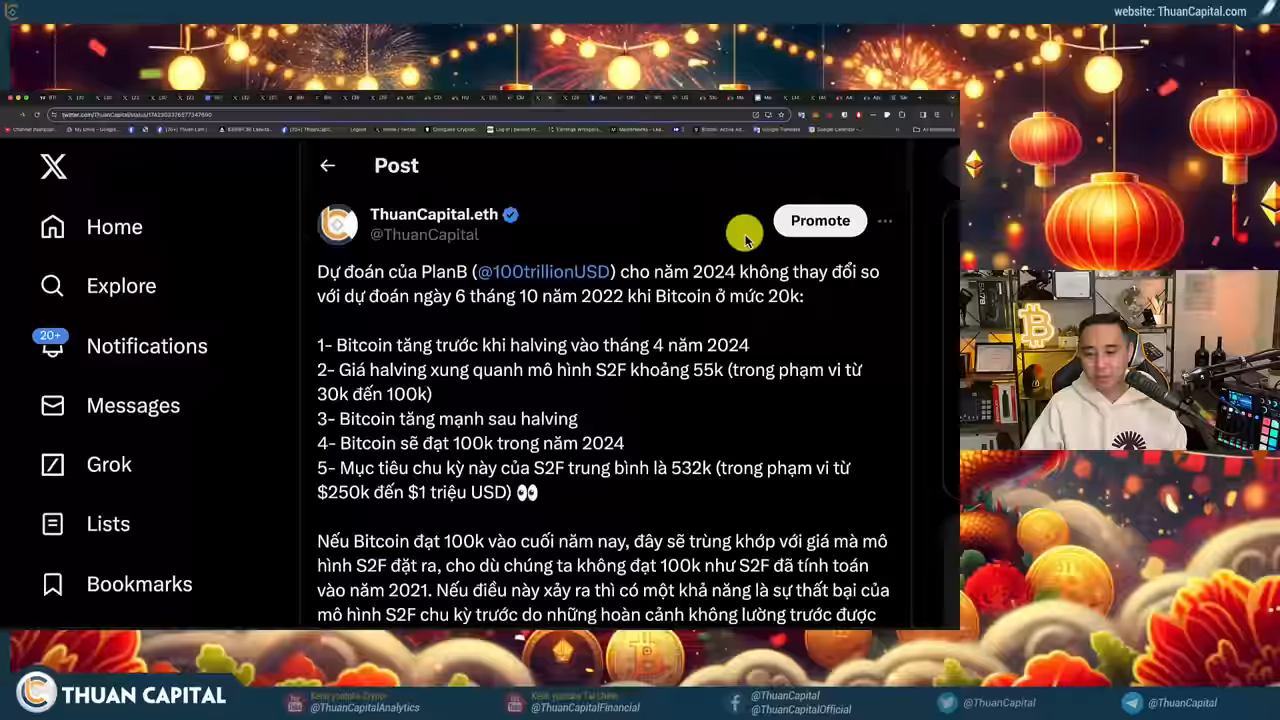 website: ThuanCapital.com
Post
ThuanCapital.eth
@ThuanCapital
Promote
Home
Explore
20+
Notifications
Messages
Grok
Lists
Bookmarks
Dự đoán của PlanB (@100trillionUSD) cho năm 2024 không thay đổi so
với dự đoán ngày 6 tháng 10 năm 2022 khi Bitcoin ở mức 20k:
1- Bitcoin tăng trước khi halving vào tháng 4 năm 2024
2- Giá halving xung quanh mô hình S2F khoảng 55k (trong phạm vi từ
30k đến 100k)
3- Bitcoin tăng mạnh sau halving
4- Bitcoin sẽ đạt 100k trong năm 2024
5- Mục tiêu chu kỳ này của S2F trung bình là 532k (trong phạm vi từ
$250k đến $1 triệu USD) 👀
Nếu Bitcoin đạt 100k vào cuối năm nay, đây sẽ trùng khớp với giá mà mô
hình S2F đặt ra, cho dù chúng ta không đạt 100k như S2F đã tính toán
vào năm 2021. Nếu điều này xảy ra thì có một khả năng là sự thất bại của
mô hình S2F chu kỳ trước do những hoàn cảnh không lường trước được
THUAN CAPITAL
@ThuanCapitalAnalytics
@ThuanCapitalFinancial
@ThuanCapital
@ThuanCapitalOfficial
@ThuanCapital
@ThuanCapital